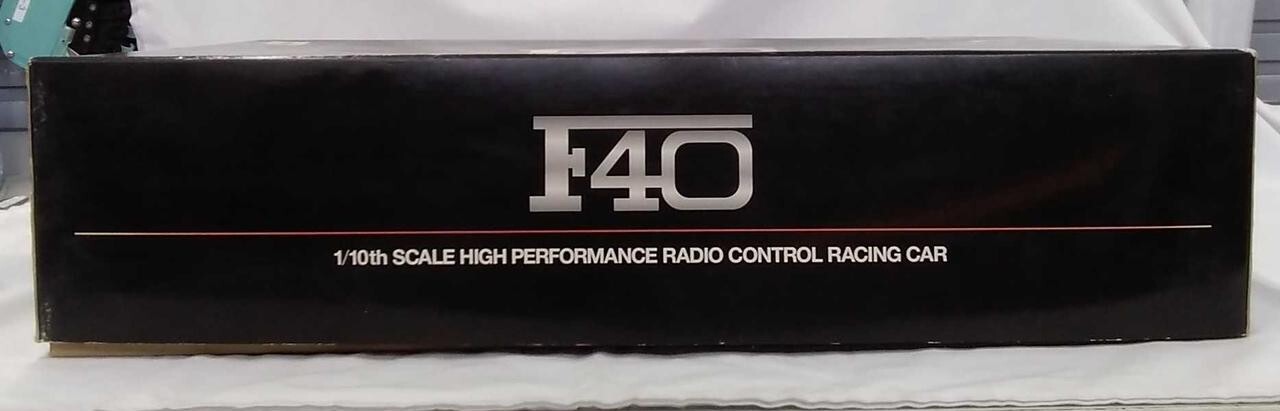 F40
1/10th SCALE HIGH PERFORMANCE RADIO CONTROL RACING CAR